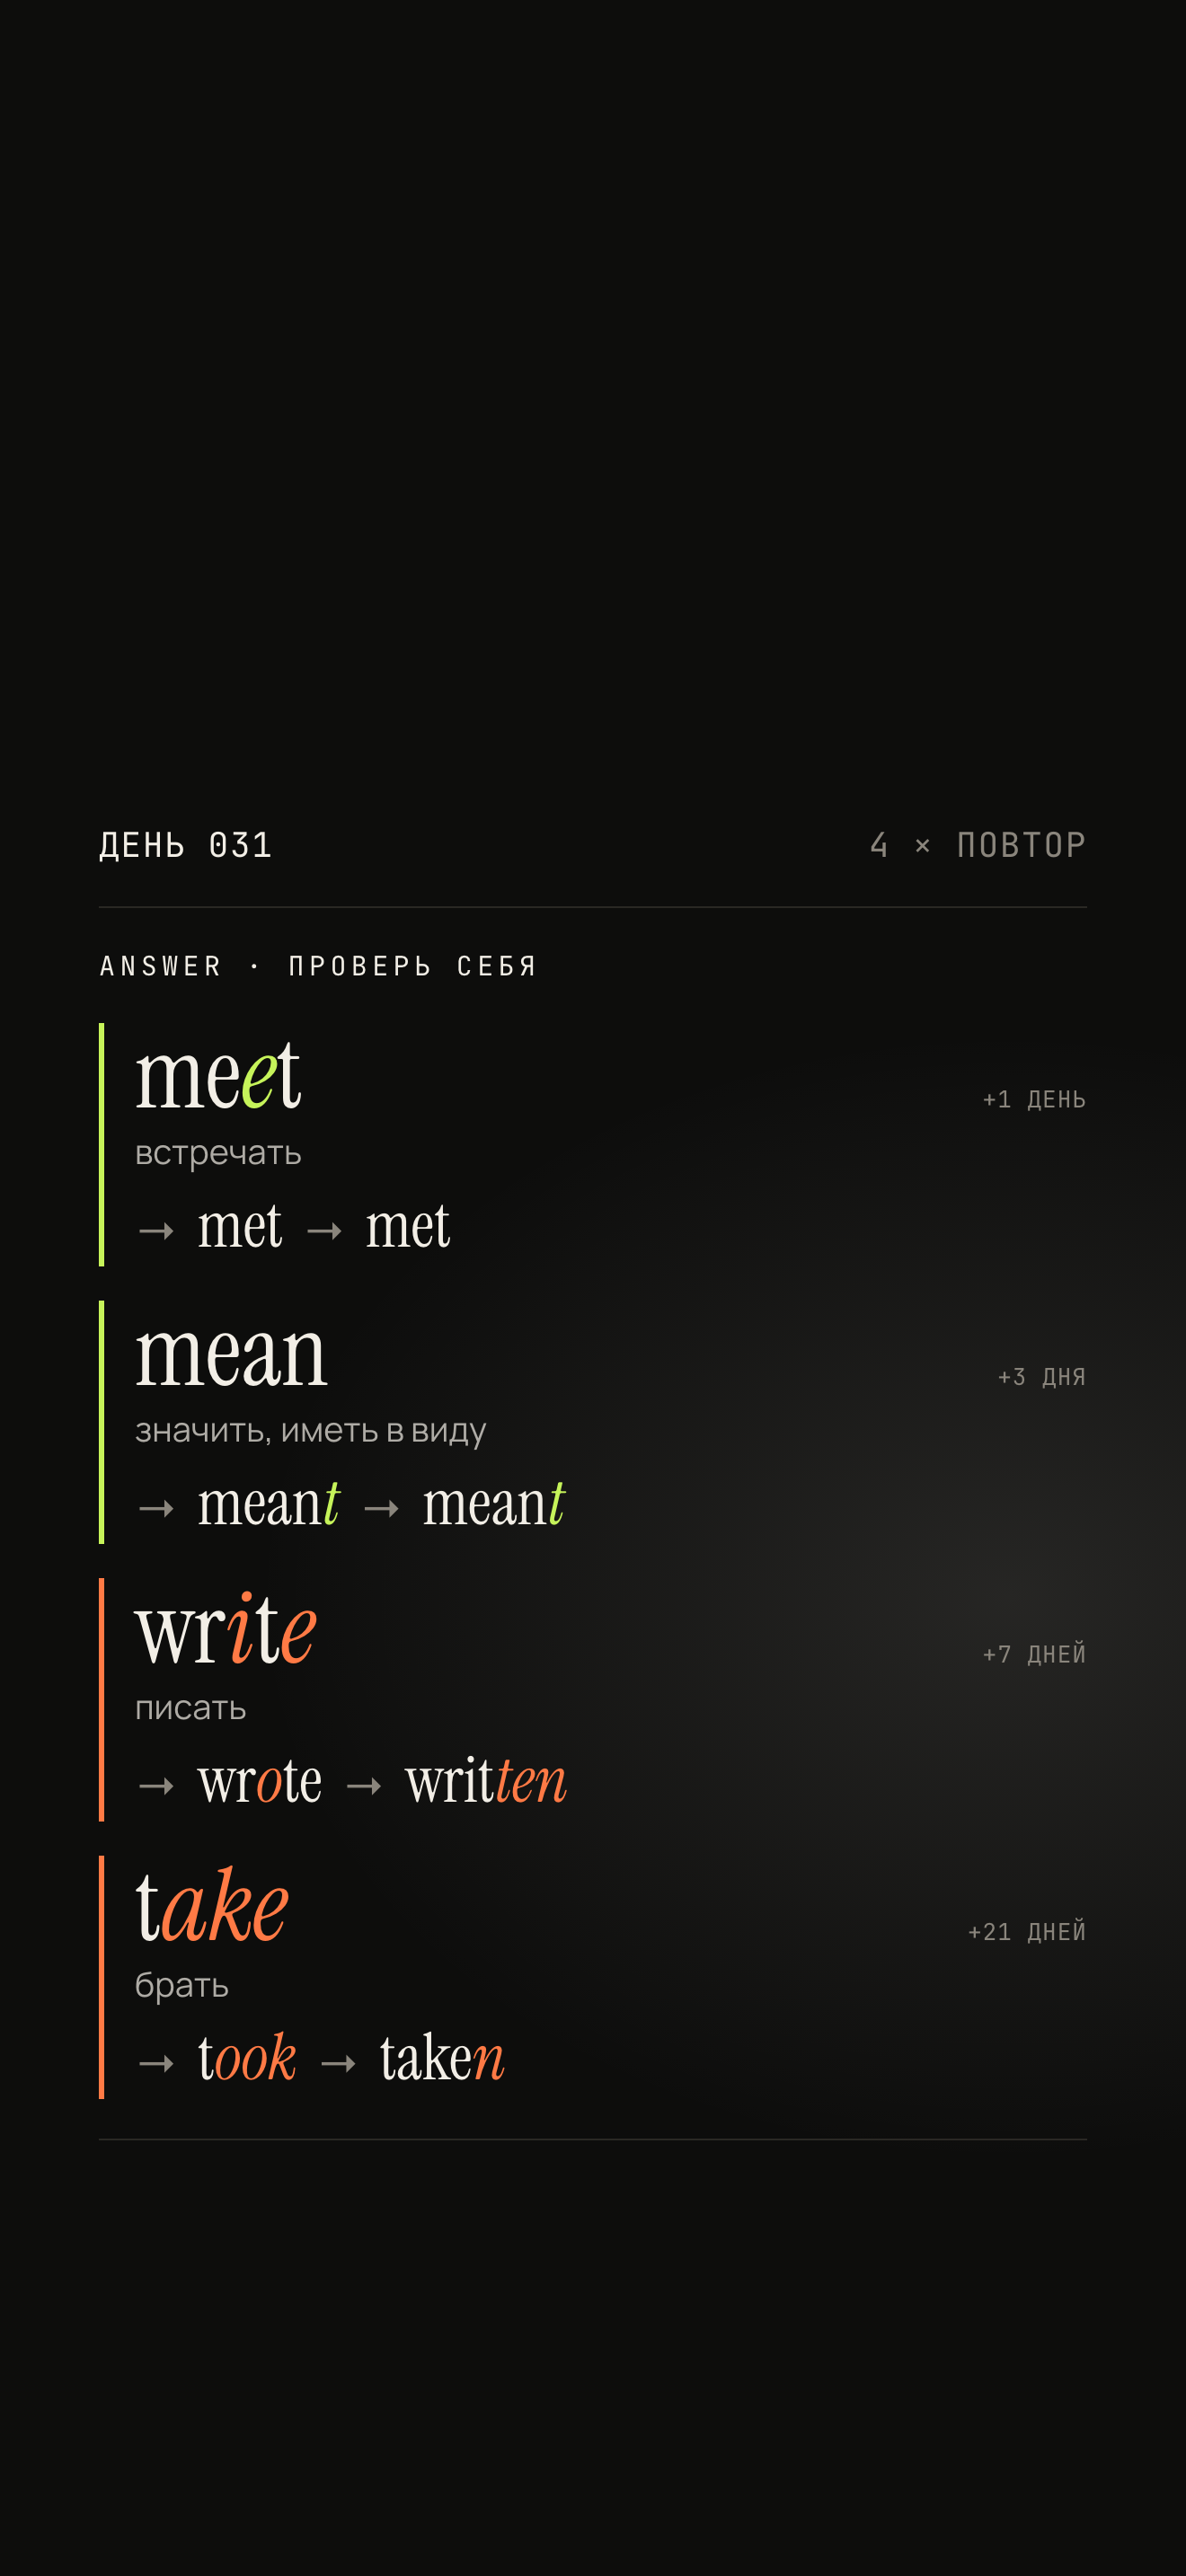 ДЕНЬ 031
4 × ПОВТОР
ANSWER · ПРОВЕРЬ СЕБЯ
meet
+1 ДЕНЬ
встречать
→ met → met
mean
+3 ДНЯ
значить, иметь в виду
→ meant → meant
write
+7 ДНЕЙ
писать
→ wrote → written
take
+21 ДНЕЙ
брать
→ took → taken